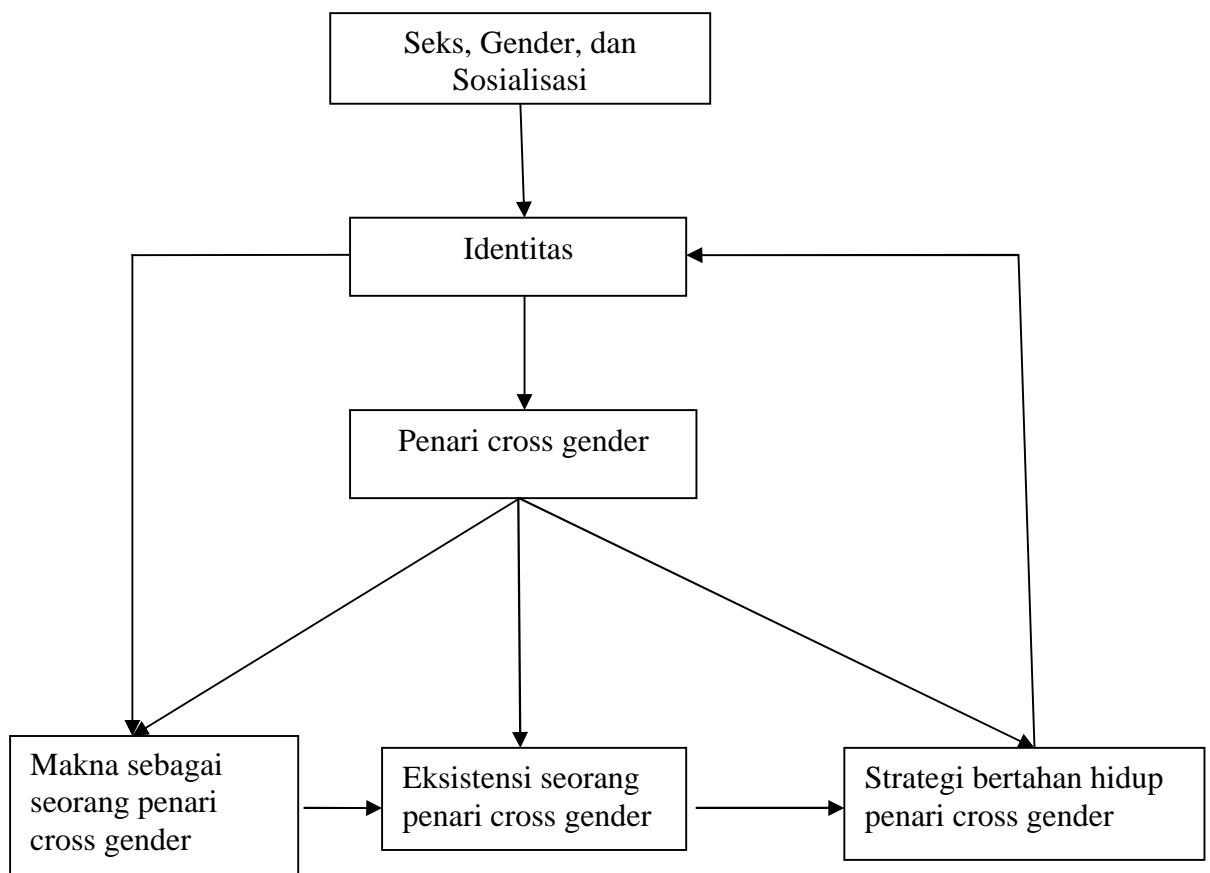 Seks, Gender, dan
Sosialisasi
Identitas
Penari cross gender
Makna sebagai
seorang penari
cross gender
Eksistensi seorang
penari cross gender
Strategi bertahan hidup
penari cross gender